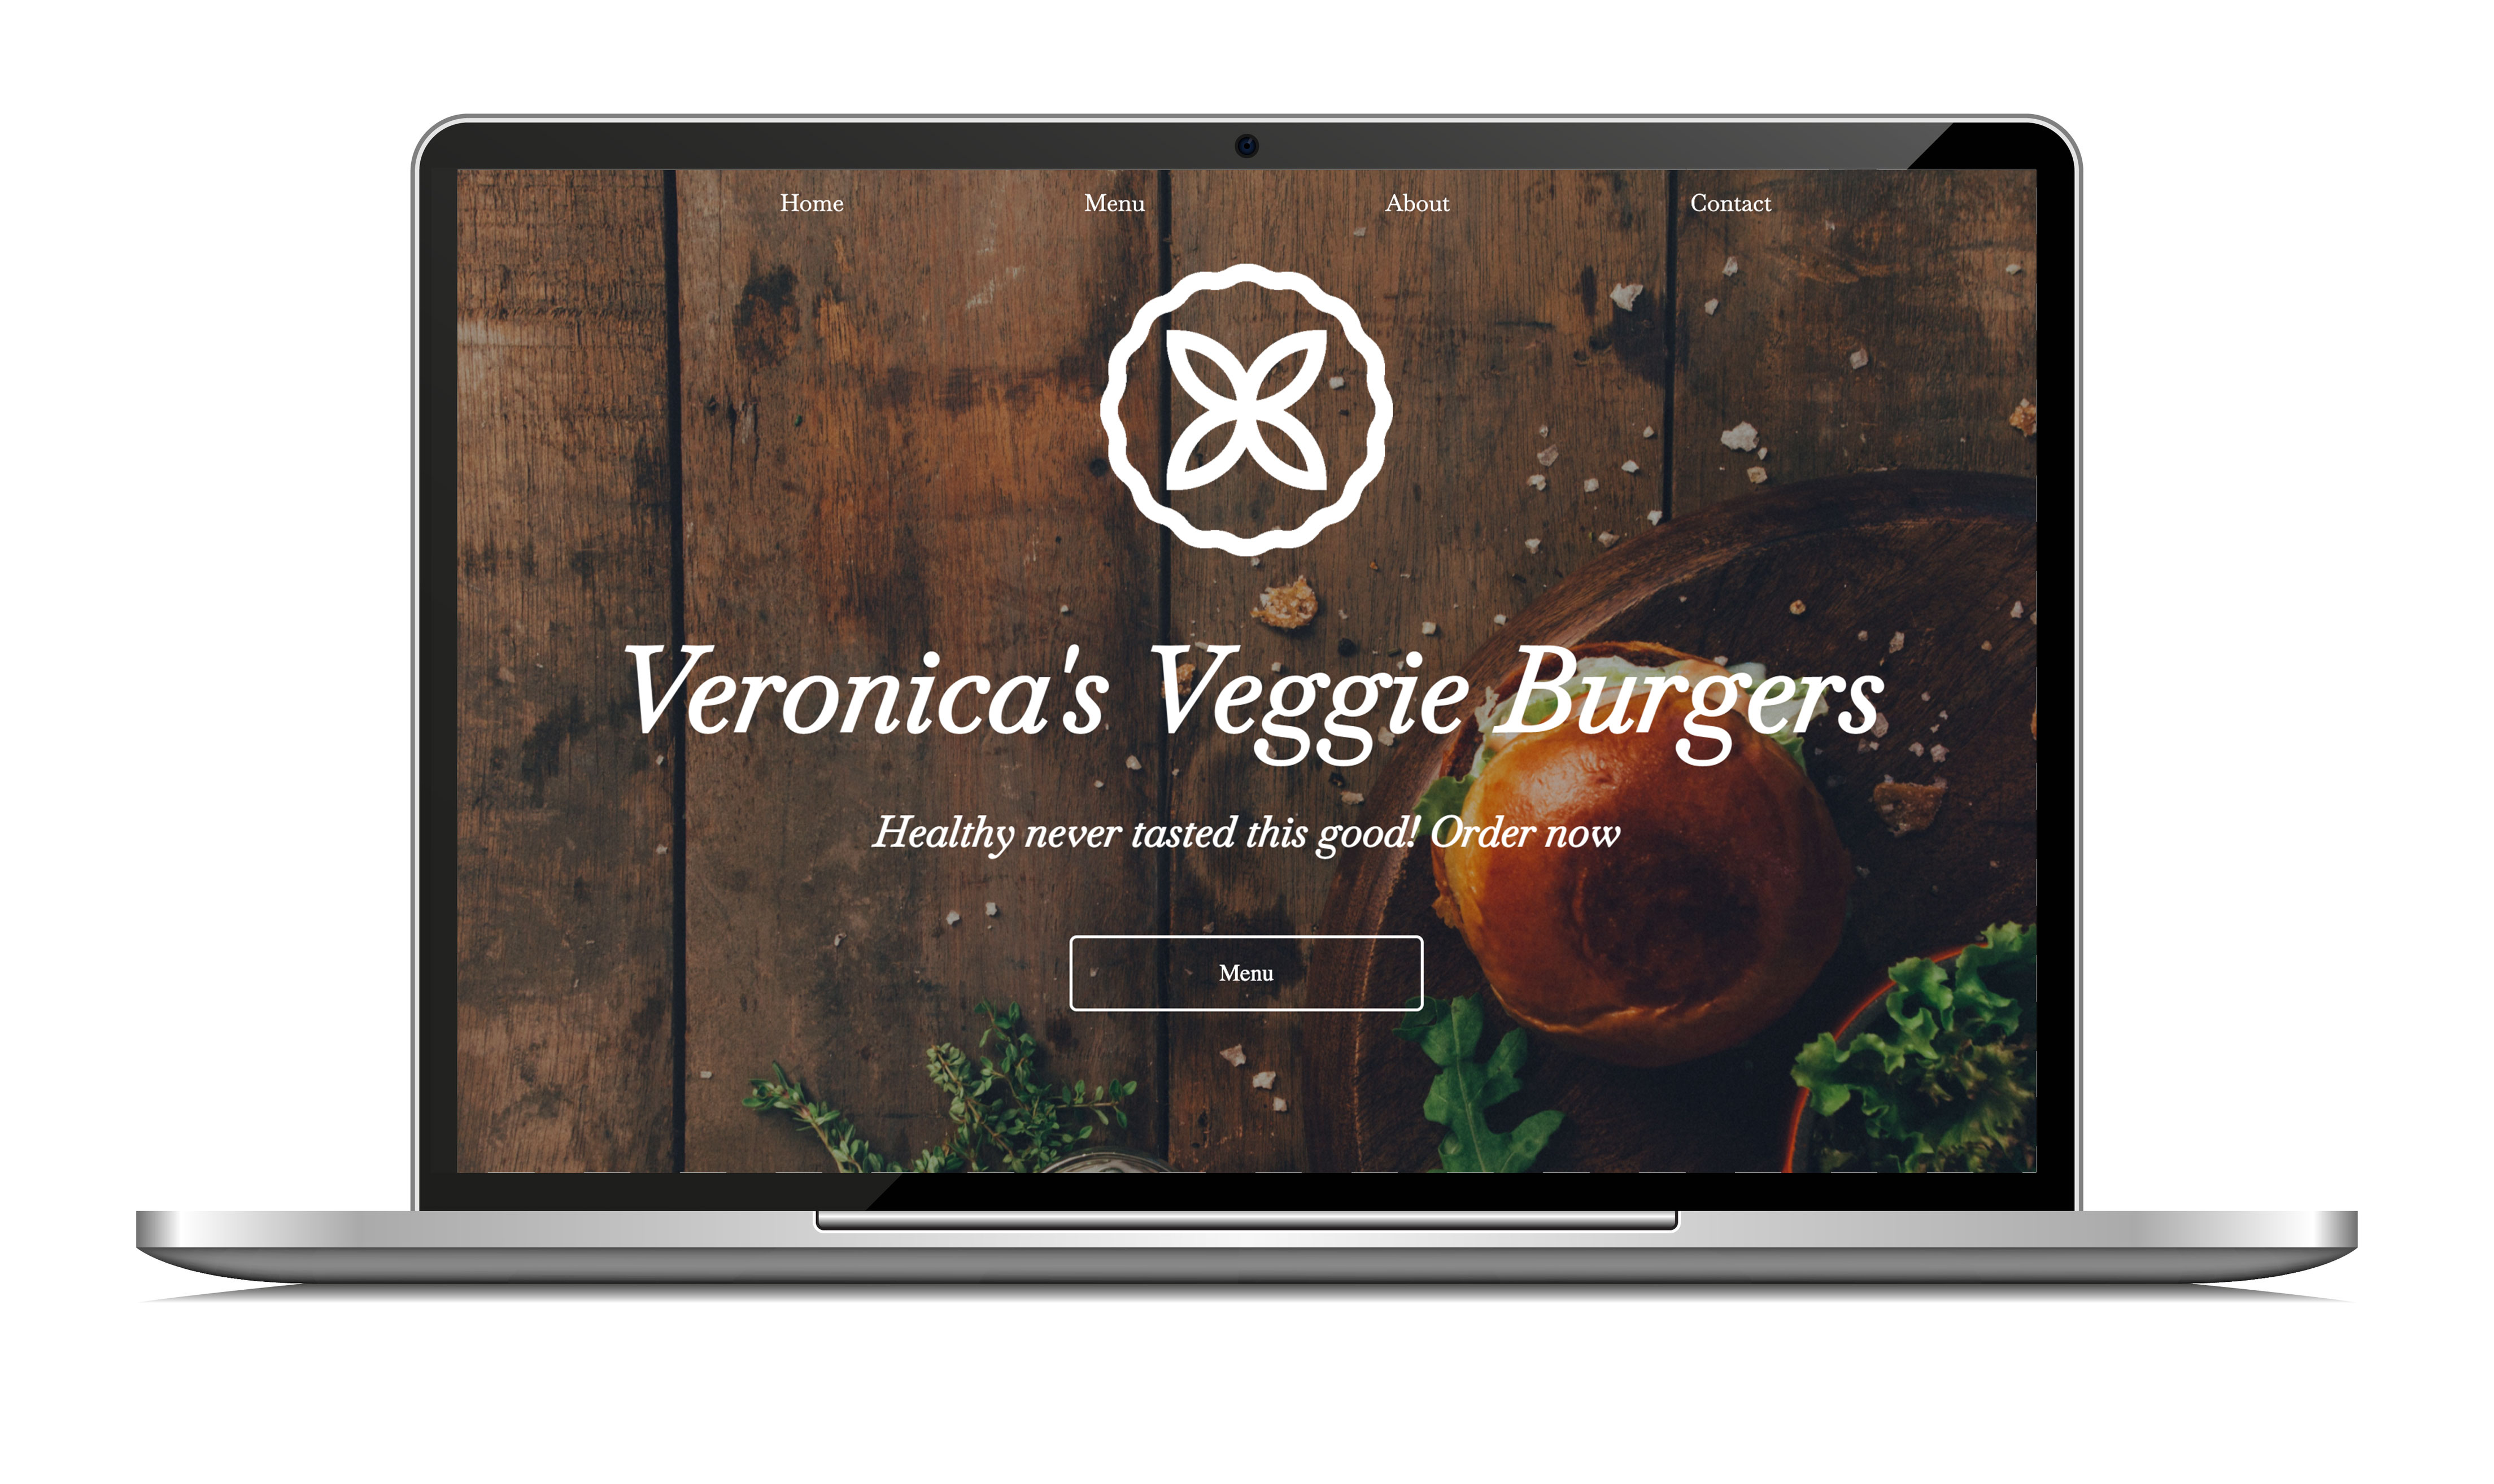 Home Menu About Contact
Veronica's Veggie Burgers
Healthy never tasted this good! Order now
Menu